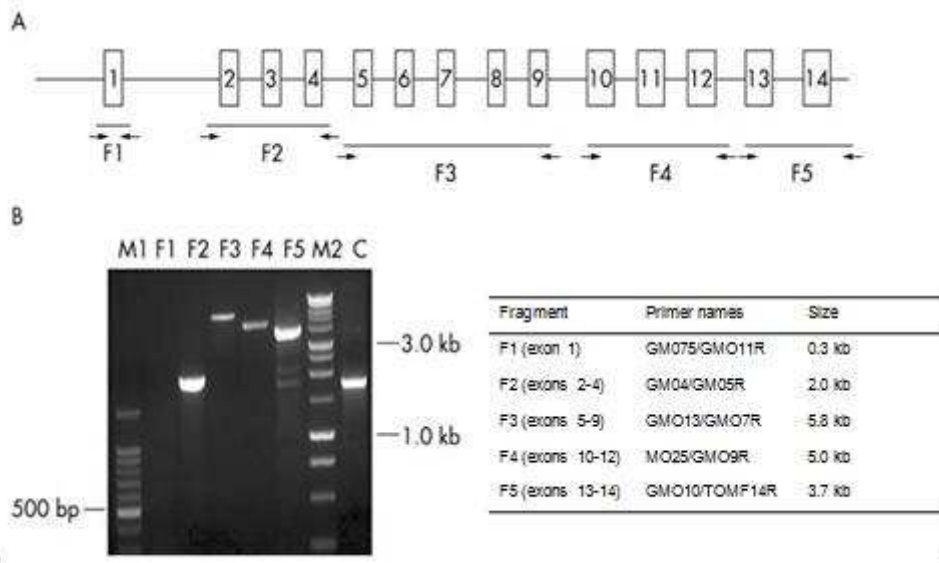 A
1 2 3 4 5 6 7 8 9 10 11 12 13 14
F1 F2 F3 F4 F5
B
M1 F1 F2 F3 F4 F5 M2 C
3.0 kb
1.0 kb
500 bp
Fragment Primer names Size
F1 (exon 1) GM075/GMO11R 0.3 kb
F2 (exons 2-4) GM04/GM05R 2.0 kb
F3 (exons 5-9) GMO13/GMO7R 5.8 kb
F4 (exons 10-12) MO25/GMO9R 5.0 kb
F5 (exons 13-14) GMO10/TOMF14R 3.7 kb